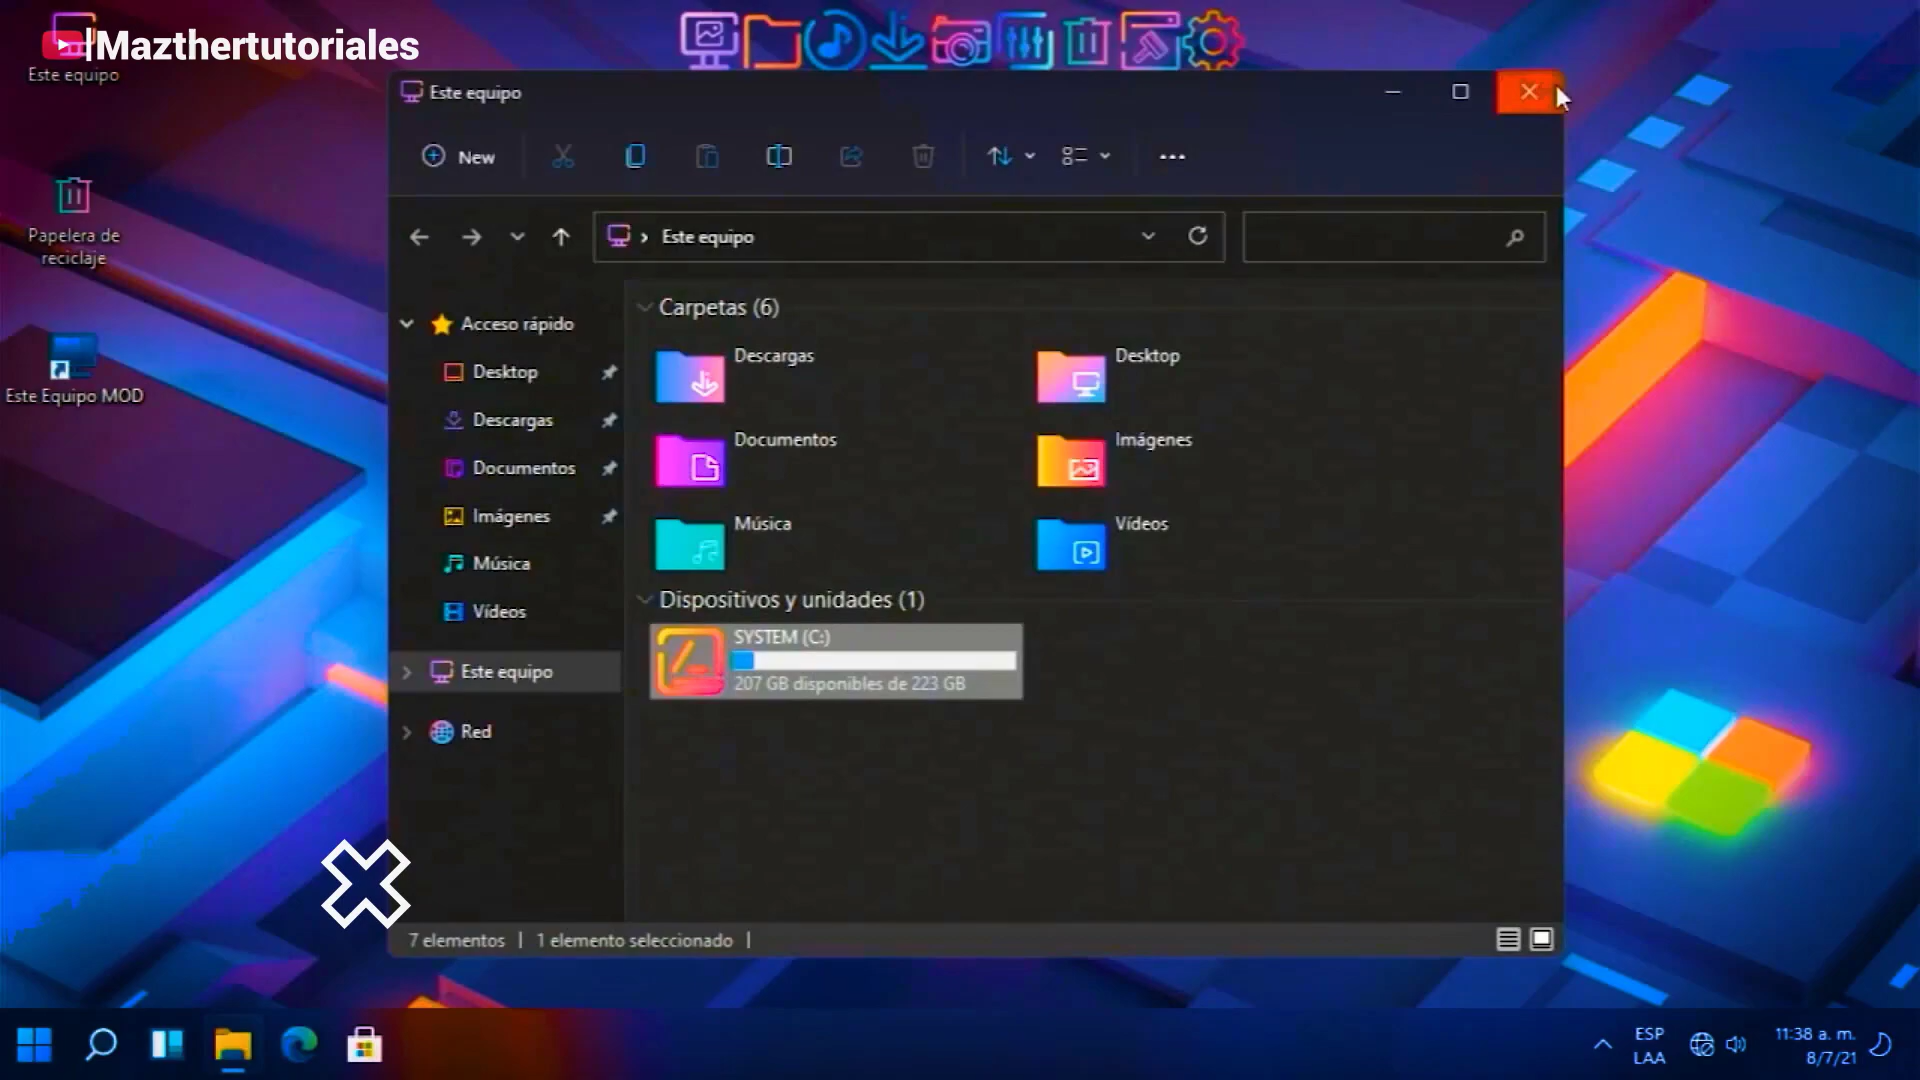 Mazthertutoriales
Este equipo
Papelera de
reciclaje
Este Equipo MOD
Este equipo
New
Este equipo
Acceso rápido
Desktop
Descargas
Documentos
Imágenes
Música
Vídeos
Este equipo
Red
Carpetas (6)
Descargas
Desktop
Documentos
Imágenes
Música
Vídeos
Dispositivos y unidades (1)
SYSTEM (C:)
207 GB disponibles de 223 GB
7 elementos
1 elemento seleccionado
ESP
LAA
11:38 a. m.
8/7/21